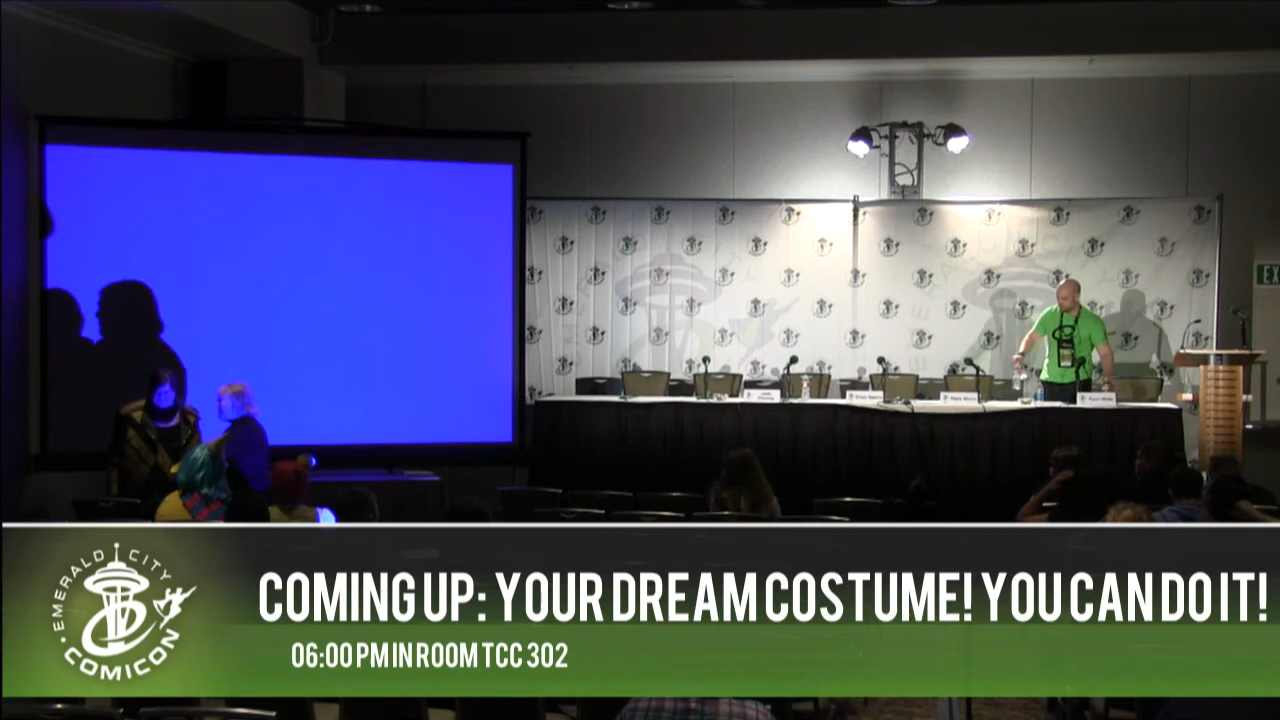 EX
EMERALD CITY
COMICON
COMING UP: YOUR DREAM COSTUME! YOU CAN DO IT!
06:00 PM IN ROOM TCC 302